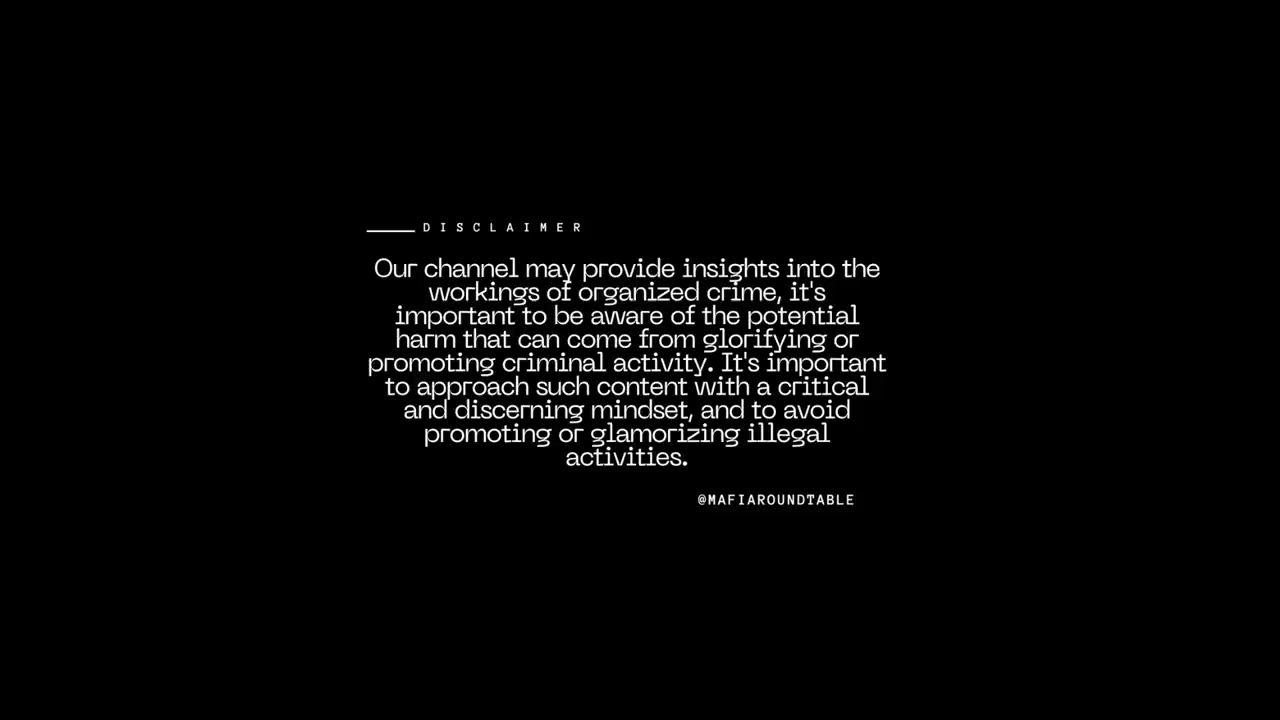 DISCLAIMER
Our channel may provide insights into the
workings of organized crime, it's
important to be aware of the potential
harm that can come from glorifying or
promoting criminal activity. It's important
to approach such content with a critical
and discerning mindset, and to avoid
promoting or glamorizing illegal
activities.
@MAFIAROUNDTABLE